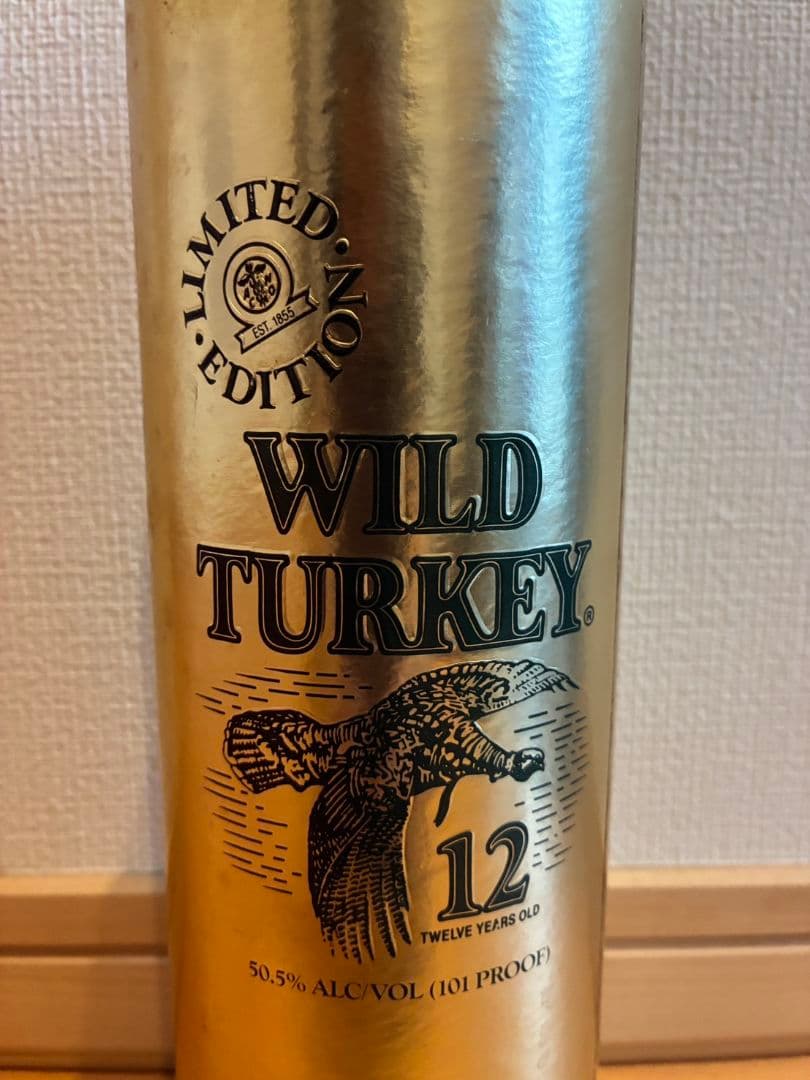 LIMITED · EDITION ·
EST. 1855
WILD
TURKEY®
12
TWELVE YEARS OLD
50.5% ALC/VOL (101 PROOF)